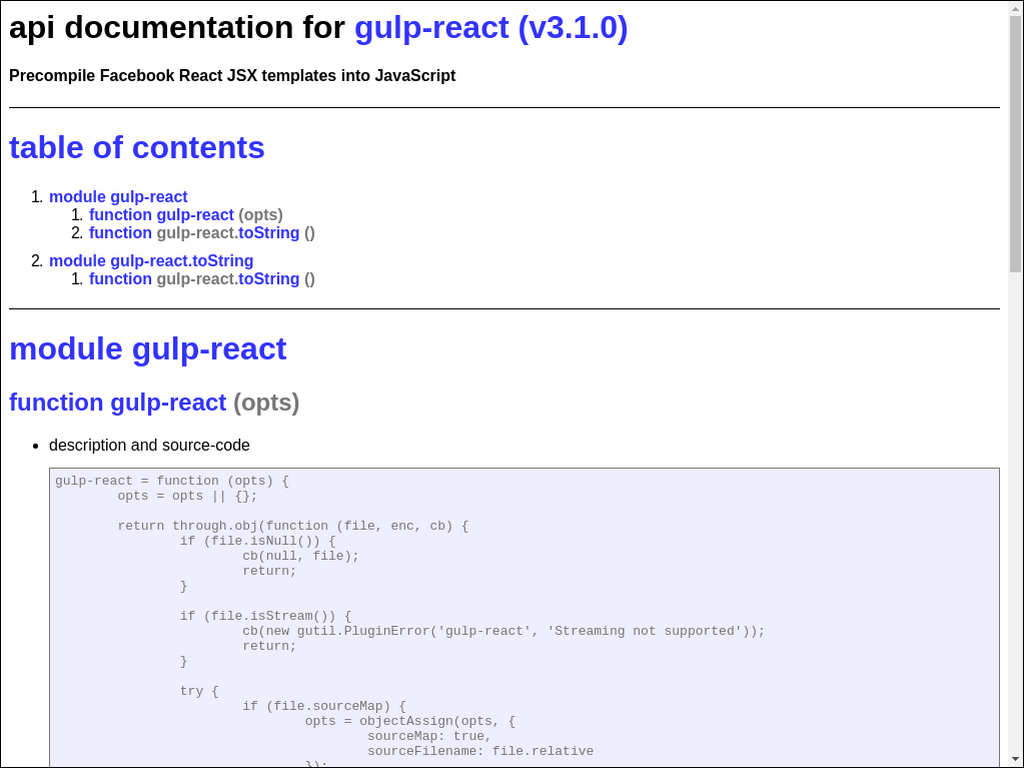 api documentation for gulp-react (v3.1.0)
Precompile Facebook React JSX templates into JavaScript
table of contents
1. module gulp-react
1. function gulp-react (opts)
2. function gulp-react.toString ()
2. module gulp-react.toString
1. function gulp-react.toString ()
module gulp-react
function gulp-react (opts)
• description and source-code
gulp-react = function (opts) {
        opts = opts || {};
        return through.obj(function (file, enc, cb) {
                if (file.isNull()) {
                        cb(null, file);
                        return;
                }
                if (file.isStream()) {
                        cb(new gutil.PluginError('gulp-react', 'Streaming not supported'));
                        return;
                }
                try {
                        if (file.sourceMap) {
                                opts = objectAssign(opts, {
                                        sourceMap: true,
                                        sourceFilename: file.relative
                                });